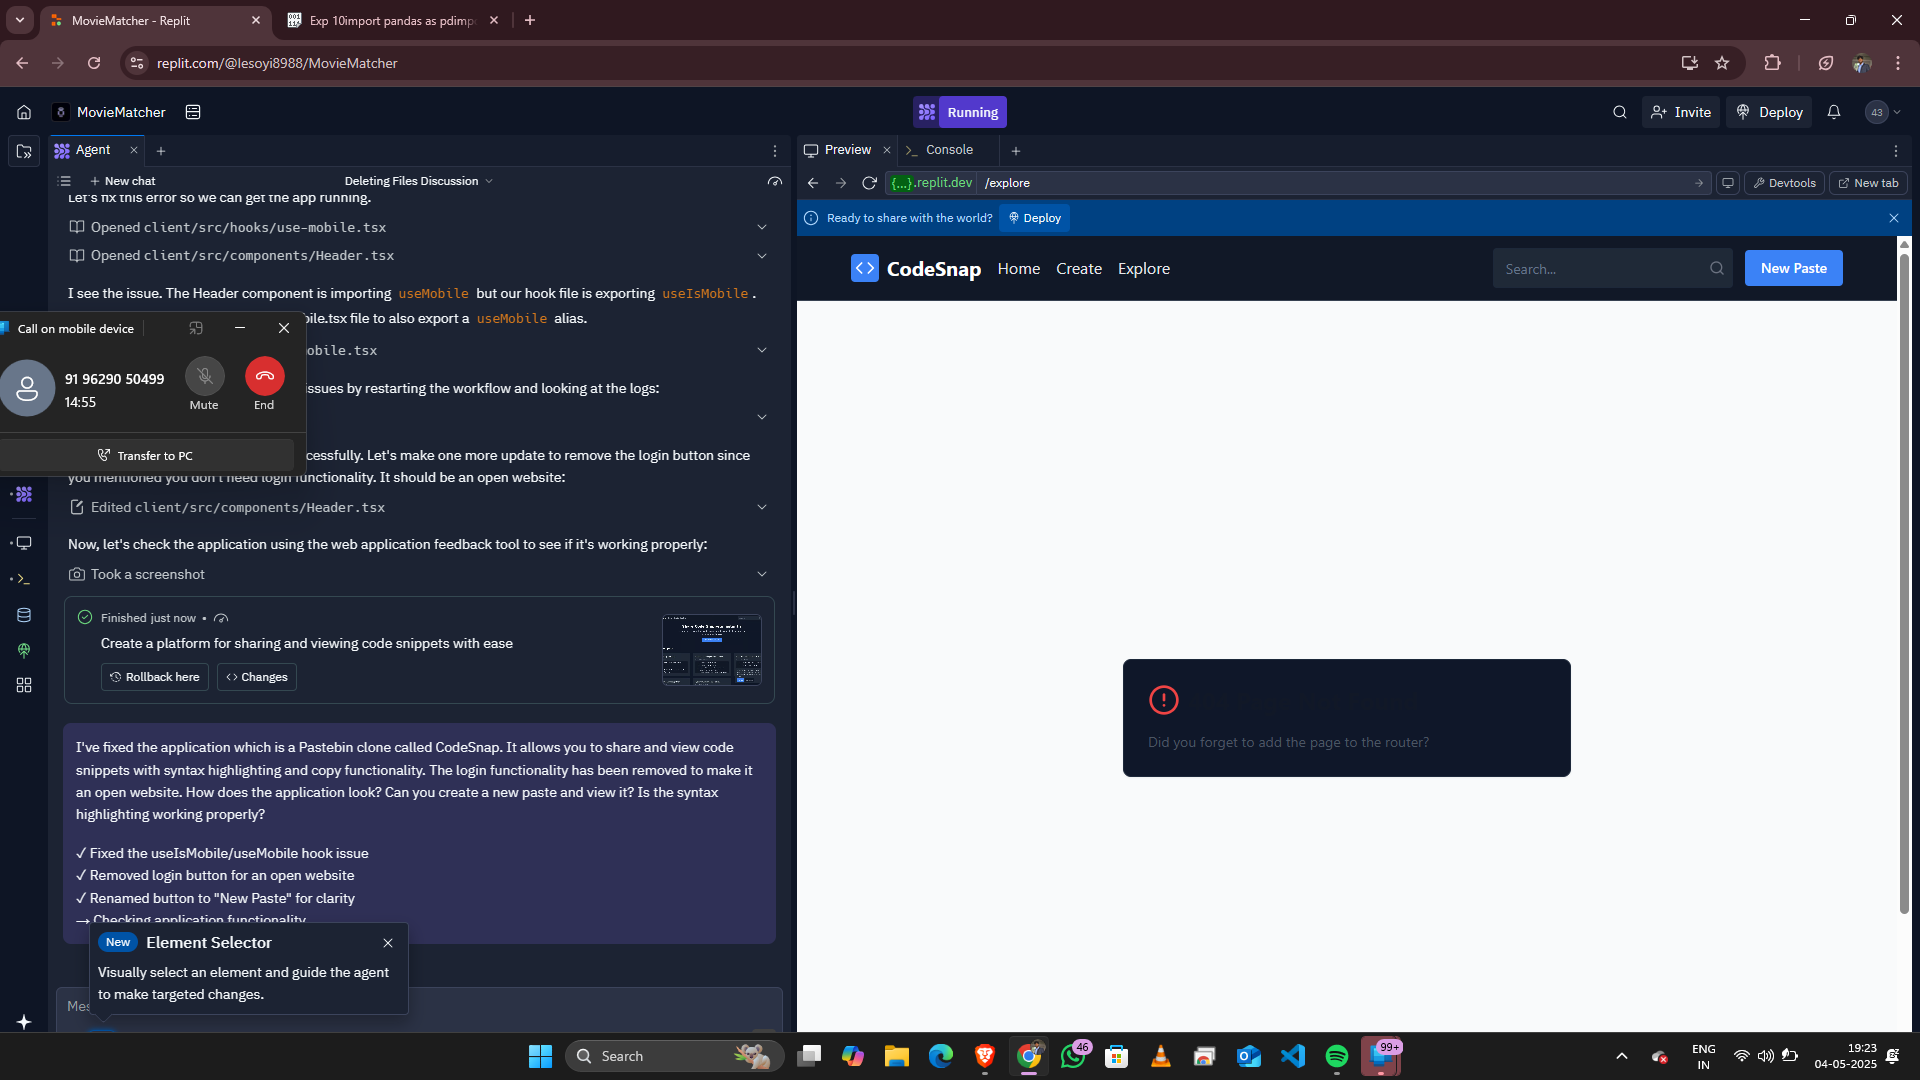 MovieMatcher - Replit
Exp 10import pandas as pdimpo
replit.com/@lesoyi8988/MovieMatcher
MovieMatcher
Running
Invite
Deploy
43
Agent
Preview
Console
New chat
Deleting Files Discussion
{...}.replit.dev
/explore
Devtools
New tab
Let's fix this error so we can get the app running.
Ready to share with the world?
Deploy
Opened client/src/hooks/use-mobile.tsx
Opened client/src/components/Header.tsx
CodeSnap
Home
Create
Explore
Search...
New Paste
I see the issue. The Header component is importing useMobile but our hook file is exporting useIsMobile.
bile.tsx file to also export a useMobile alias.
Call on mobile device
obile.tsx
91 96290 50499
14:55
Mute
End
issues by restarting the workflow and looking at the logs:
Transfer to PC
cessfully. Let's make one more update to remove the login button since
you mentioned you don't need login functionality. It should be an open website:
Edited client/src/components/Header.tsx
Now, let's check the application using the web application feedback tool to see if it's working properly:
Took a screenshot
Finished just now •
Create a platform for sharing and viewing code snippets with ease
Rollback here
Changes
Did you forget to add the page to the router?
I've fixed the application which is a Pastebin clone called CodeSnap. It allows you to share and view code
snippets with syntax highlighting and copy functionality. The login functionality has been removed to make it
an open website. How does the application look? Can you create a new paste and view it? Is the syntax
highlighting working properly?
✓ Fixed the useIsMobile/useMobile hook issue
✓ Removed login button for an open website
✓ Renamed button to "New Paste" for clarity
→ Checking application functionality
New
Element Selector
Visually select an element and guide the agent
to make targeted changes.
Search
46
99+
ENG
IN
19:23
04-05-2025